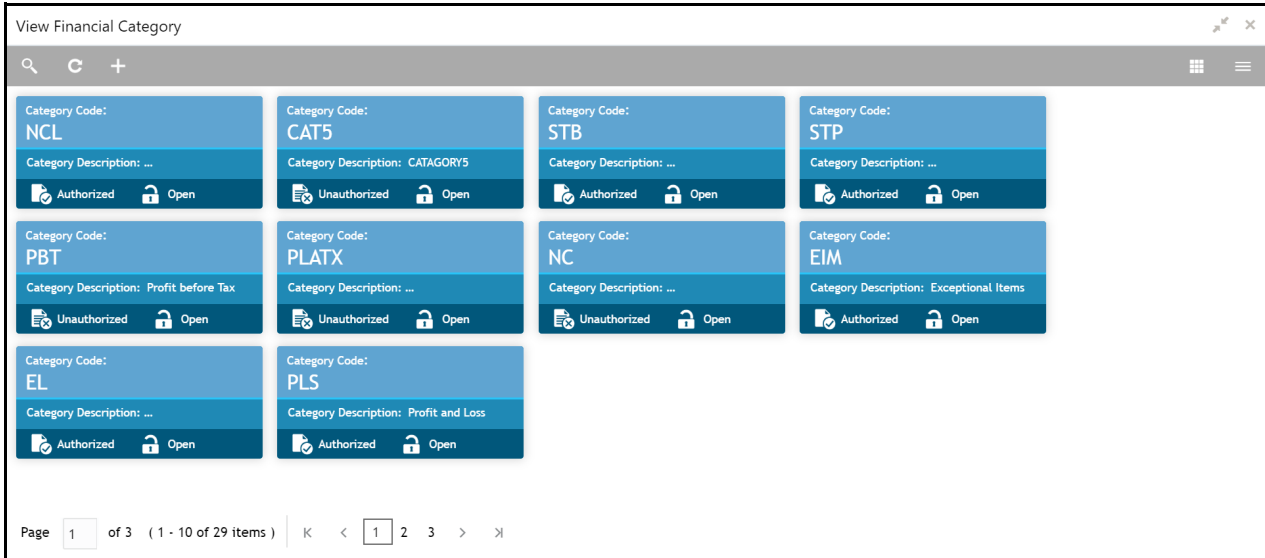 View Financial Category
Category Code:
NCL
Category Description: ...
Authorized Open
Category Code:
CAT5
Category Description: CATAGORY5
Unauthorized Open
Category Code:
STB
Category Description: ...
Authorized Open
Category Code:
STP
Category Description: ...
Authorized Open
Category Code:
PBT
Category Description: Profit before Tax
Unauthorized Open
Category Code:
PLATX
Category Description: ...
Unauthorized Open
Category Code:
NC
Category Description: ...
Unauthorized Open
Category Code:
EIM
Category Description: Exceptional Items
Authorized Open
Category Code:
EL
Category Description: ...
Authorized Open
Category Code:
PLS
Category Description: Profit and Loss
Authorized Open
Page 1 of 3 ( 1 - 10 of 29 items ) 1 2 3